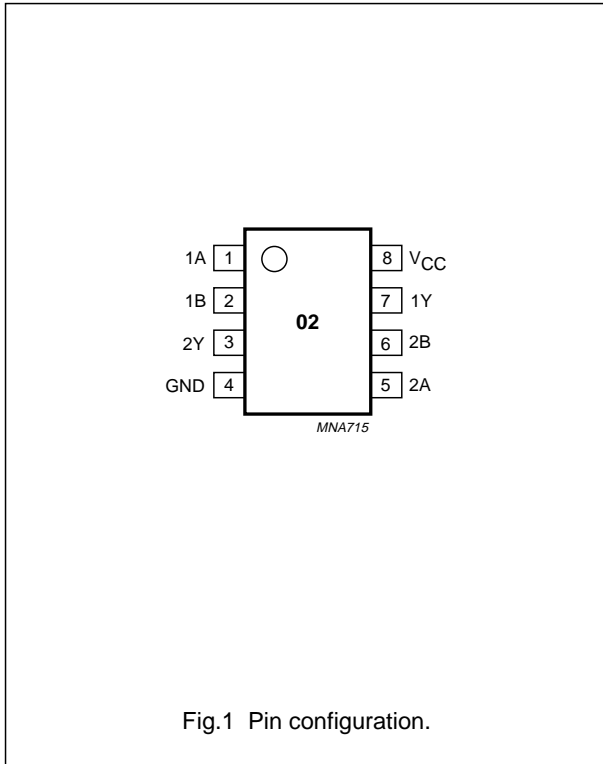 1A 1 8 VCC
1B 2 7 1Y
02
2Y 3 6 2B
GND 4 5 2A
MNA715
Fig.1 Pin configuration.